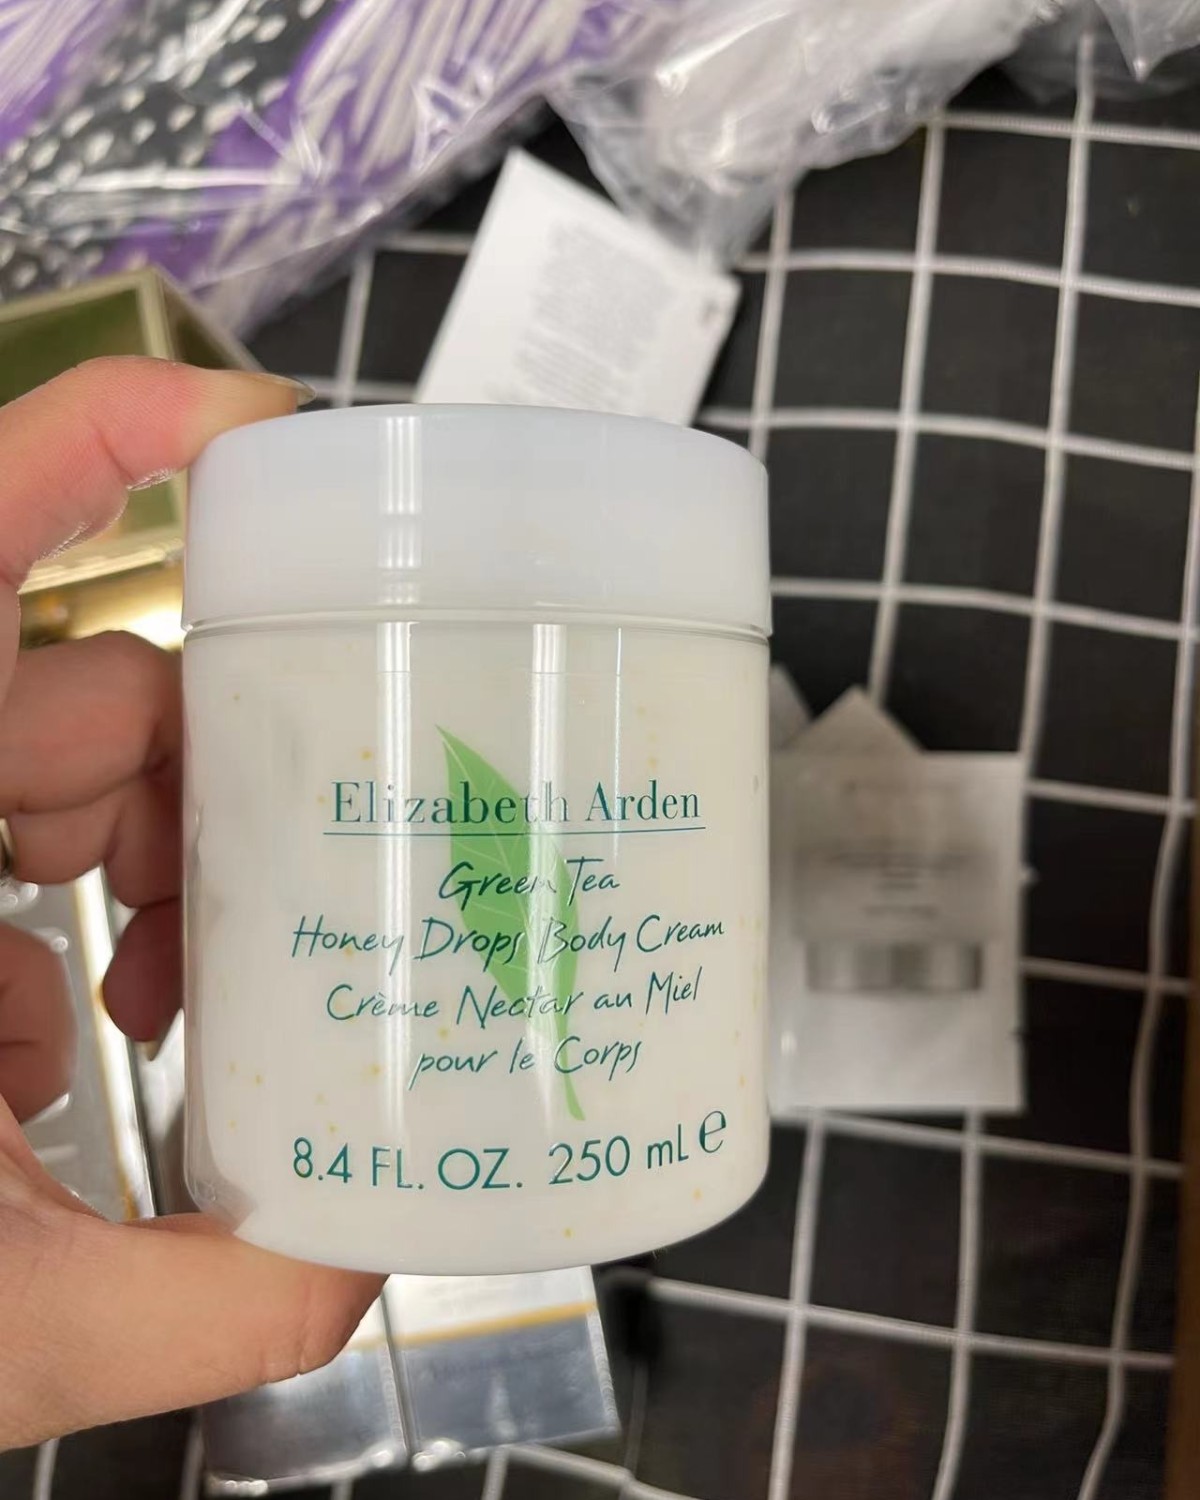 Elizabeth Arden
Green Tea
Honey Drops Body Cream
Crème Nectar au Miel
pour le Corps
8.4 FL. OZ. 250 mL e